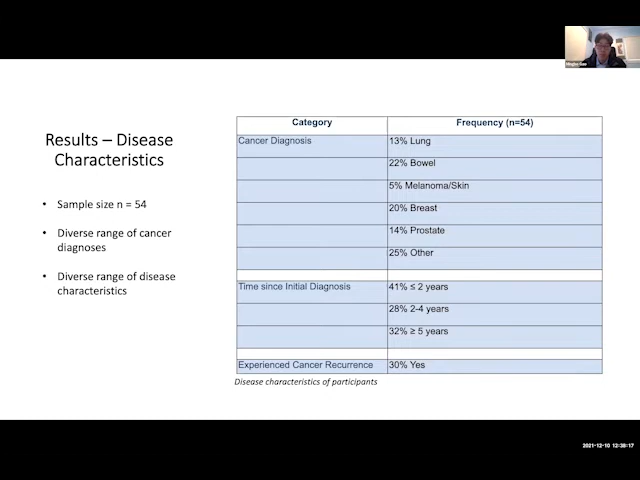 Results – Disease
Characteristics
• Sample size n = 54
• Diverse range of cancer
diagnoses
• Diverse range of disease
characteristics
Category Frequency (n=54)
Cancer Diagnosis 13% Lung
22% Bowel
5% Melanoma/Skin
20% Breast
14% Prostate
25% Other
Time since Initial Diagnosis 41% ≤ 2 years
28% 2-4 years
32% ≥ 5 years
Experienced Cancer Recurrence 30% Yes
Disease characteristics of participants
2021-12-10 12:38:17